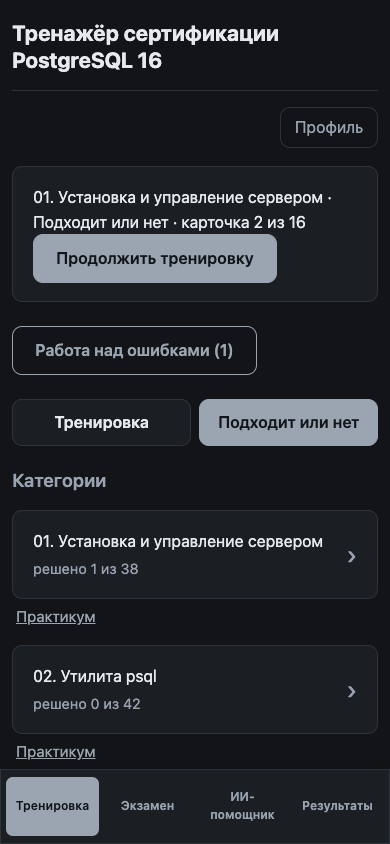 Тренажёр сертификации
PostgreSQL 16
Профиль
01. Установка и управление сервером ·
Подходит или нет · карточка 2 из 16
Продолжить тренировку
Работа над ошибками (1)
Тренировка
Подходит или нет
Категории
01. Установка и управление сервером
решено 1 из 38
Практикум
02. Утилита psql
решено 0 из 42
Практикум
Тренировка
Экзамен
ИИ-
помощник
Результаты